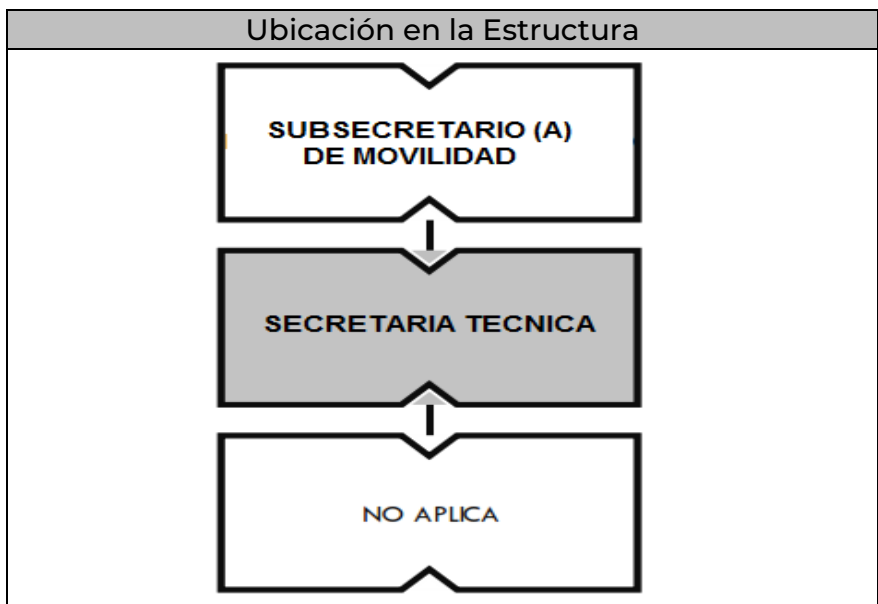 Ubicación en la Estructura
SUBSECRETARIO (A)
DE MOVILIDAD
SECRETARIA TECNICA
NO APLICA